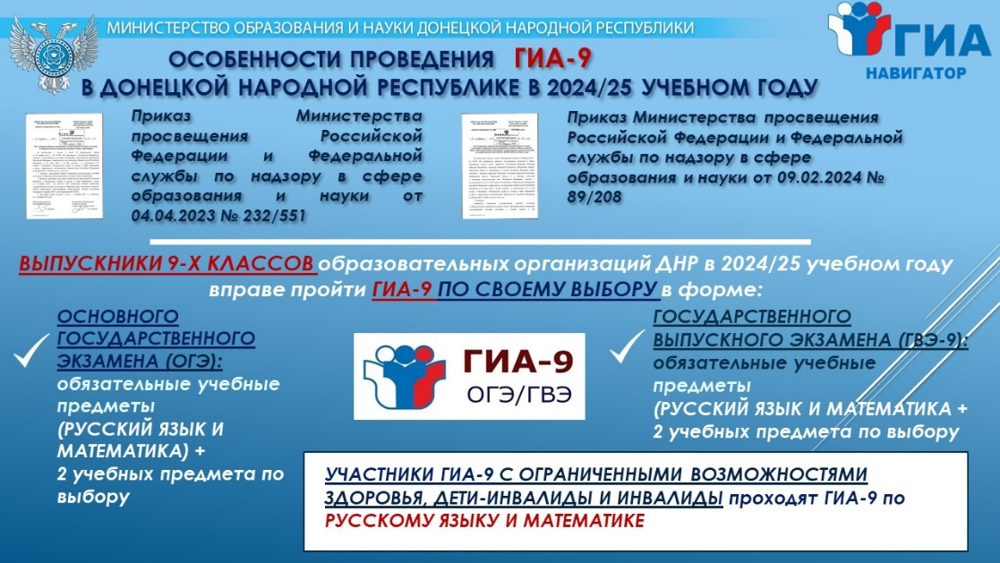 МИНИСТЕРСТВО ОБРАЗОВАНИЯ И НАУКИ ДОНЕЦКОЙ НАРОДНОЙ РЕСПУБЛИКИ
ГИА
НАВИГАТОР
ОСОБЕННОСТИ ПРОВЕДЕНИЯ ГИА-9
В ДОНЕЦКОЙ НАРОДНОЙ РЕСПУБЛИКЕ В 2024/25 УЧЕБНОМ ГОДУ
Приказ Министерства
просвещения Российской
Федерации и Федеральной
службы по надзору в сфере
образования и науки от
04.04.2023 № 232/551
Приказ Министерства просвещения
Российской Федерации и Федеральной
службы по надзору в сфере
образования и науки от 09.02.2024 №
89/208
ВЫПУСКНИКИ 9-Х КЛАССОВ образовательных организаций ДНР в 2024/25 учебном году
вправе пройти ГИА-9 ПО СВОЕМУ ВЫБОРУ в форме:
ОСНОВНОГО
ГОСУДАРСТВЕННОГО
ЭКЗАМЕНА (ОГЭ):
обязательные учебные
предметы
(РУССКИЙ ЯЗЫК И
МАТЕМАТИКА) +
2 учебных предмета по
выбору
ГИА-9
ОГЭ/ГВЭ
ГОСУДАРСТВЕННОГО
ВЫПУСКНОГО ЭКЗАМЕНА (ГВЭ-9):
обязательные учебные
предметы
(РУССКИЙ ЯЗЫК И МАТЕМАТИКА +
2 учебных предмета по выбору
УЧАСТНИКИ ГИА-9 С ОГРАНИЧЕННЫМИ ВОЗМОЖНОСТЯМИ
ЗДОРОВЬЯ, ДЕТИ-ИНВАЛИДЫ И ИНВАЛИДЫ проходят ГИА-9 по
РУССКОМУ ЯЗЫКУ И МАТЕМАТИКЕ